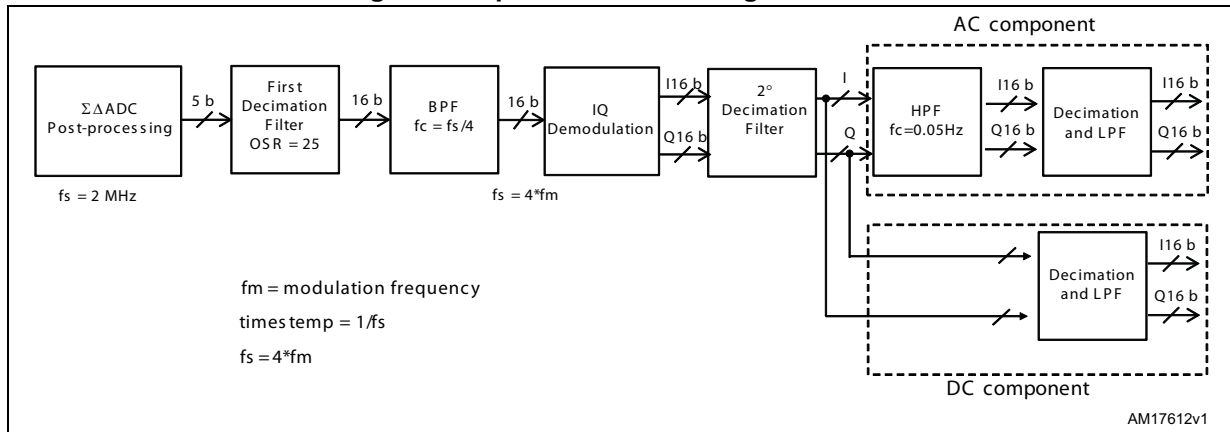 AC component
ΣΔADC
Post-processing
5 b
First
Decimation
Filter
OSR = 25
16 b
BPF
fc = fs/4
16 b
IQ
Demodulation
I16 b
Q16 b
2°
Decimation
Filter
I
Q
HPF
fc=0.05Hz
I16 b
Q16 b
Decimation
and LPF
I16 b
Q16 b
fs = 2 MHz
fs = 4*fm
Decimation
and LPF
I16 b
Q16 b
fm = modulation frequency
times temp = 1/fs
fs = 4*fm
DC component
AM17612v1